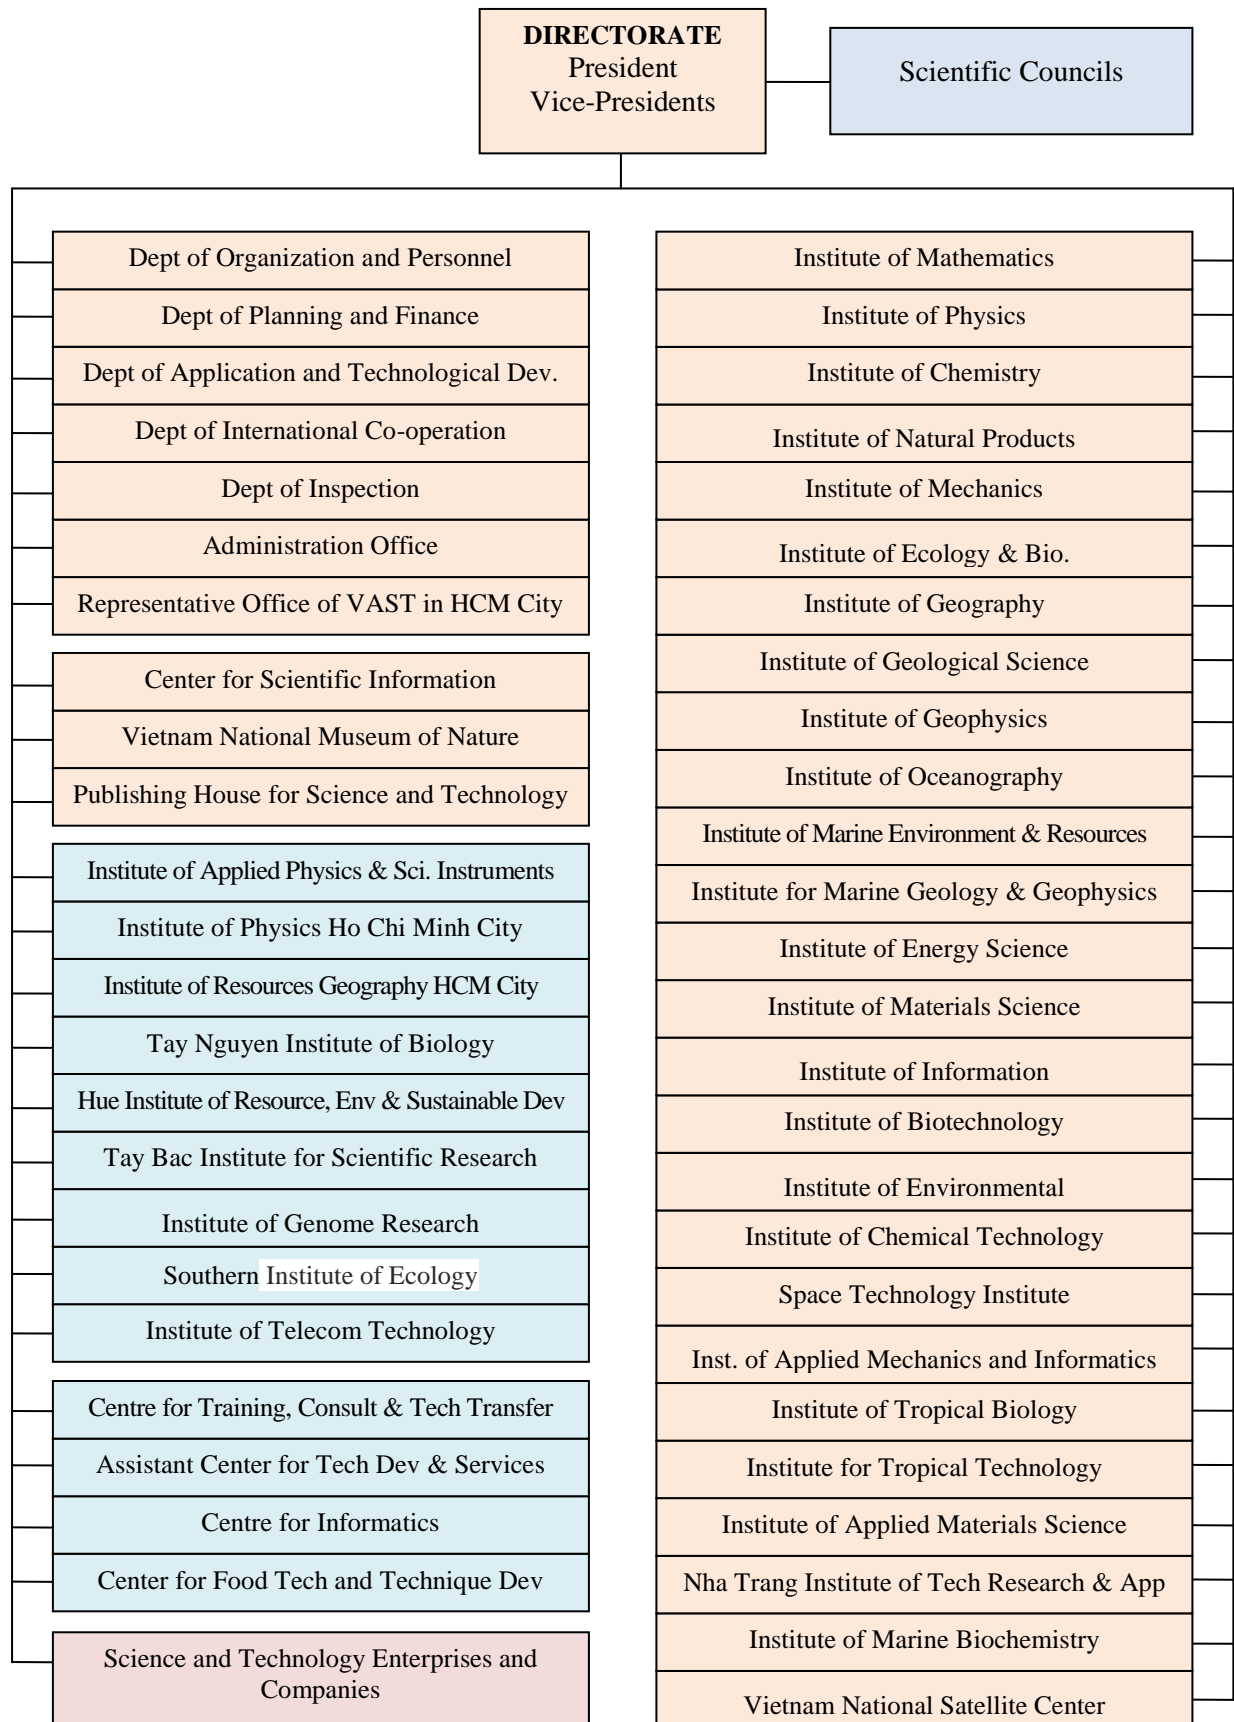 DIRECTORATE
President
Vice-Presidents
Scientific Councils
Dept of Organization and Personnel
Dept of Planning and Finance
Dept of Application and Technological Dev.
Dept of International Co-operation
Dept of Inspection
Administration Office
Representative Office of VAST in HCM City
Center for Scientific Information
Vietnam National Museum of Nature
Publishing House for Science and Technology
Institute of Applied Physics & Sci. Instruments
Institute of Physics Ho Chi Minh City
Institute of Resources Geography HCM City
Tay Nguyen Institute of Biology
Hue Institute of Resource, Env & Sustainable Dev
Tay Bac Institute for Scientific Research
Institute of Genome Research
Southern Institute of Ecology
Institute of Telecom Technology
Centre for Training, Consult & Tech Transfer
Assistant Center for Tech Dev & Services
Centre for Informatics
Center for Food Tech and Technique Dev
Science and Technology Enterprises and
Companies
Institute of Mathematics
Institute of Physics
Institute of Chemistry
Institute of Natural Products
Institute of Mechanics
Institute of Ecology & Bio.
Institute of Geography
Institute of Geological Science
Institute of Geophysics
Institute of Oceanography
Institute of Marine Environment & Resources
Institute for Marine Geology & Geophysics
Institute of Energy Science
Institute of Materials Science
Institute of Information
Institute of Biotechnology
Institute of Environmental
Institute of Chemical Technology
Space Technology Institute
Inst. of Applied Mechanics and Informatics
Institute of Tropical Biology
Institute for Tropical Technology
Institute of Applied Materials Science
Nha Trang Institute of Tech Research & App
Institute of Marine Biochemistry
Vietnam National Satellite Center